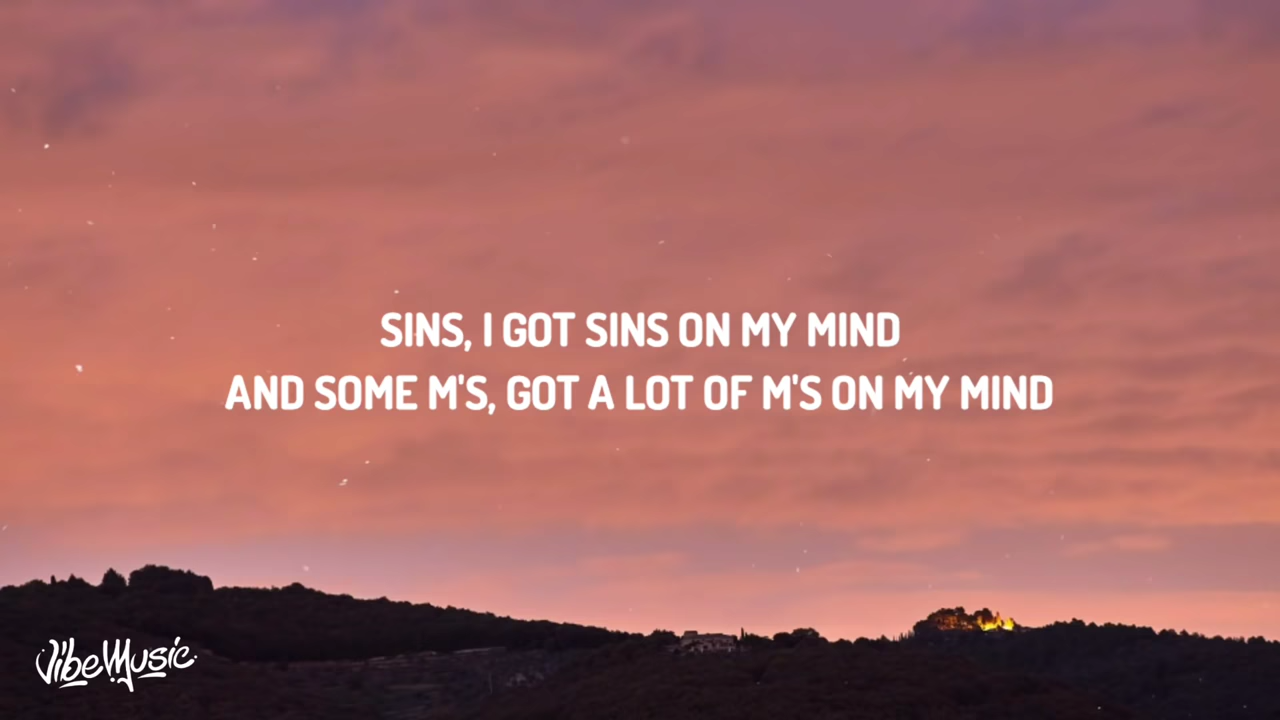 SINS, I GOT SINS ON MY MIND
AND SOME M'S, GOT A LOT OF M'S ON MY MIND
VibeMusic